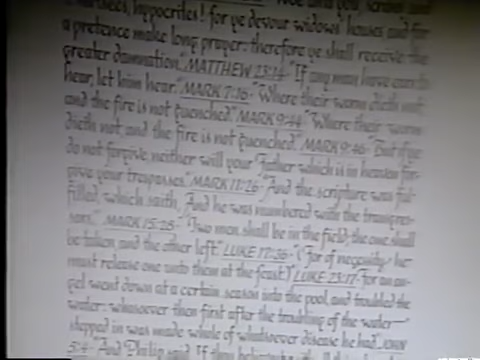 Woe unto you, scribes and
Pharisees, hypocrites! for ye devour widows' houses, and for
a pretence make long prayer: therefore ye shall receive the
greater damnation." MATTHEW 23:14 "If any man have ears to
hear, let him hear." MARK 7:16 "Where their worm dieth not,
and the fire is not quenched." MARK 9:44 "Where their worm
dieth not, and the fire is not quenched." MARK 9:46 "But if ye
do not forgive, neither will your Father which is in heaven for-
give your trespasses." MARK 11:26 "And the scripture was ful-
filled, which saith, And he was numbered with the transgres-
sors." MARK 15:28 "Two men shall be in the field; the one shall
be taken, and the other left." LUKE 17:36 "(For of necessity he
must release one unto them at the feast.)" LUKE 23:17 "For an an-
gel went down at a certain season into the pool, and troubled the
water: whosoever then first after the troubling of the water
stepped in was made whole of whatsoever disease he had. JOHN
5:4 "And Philip said, If thou